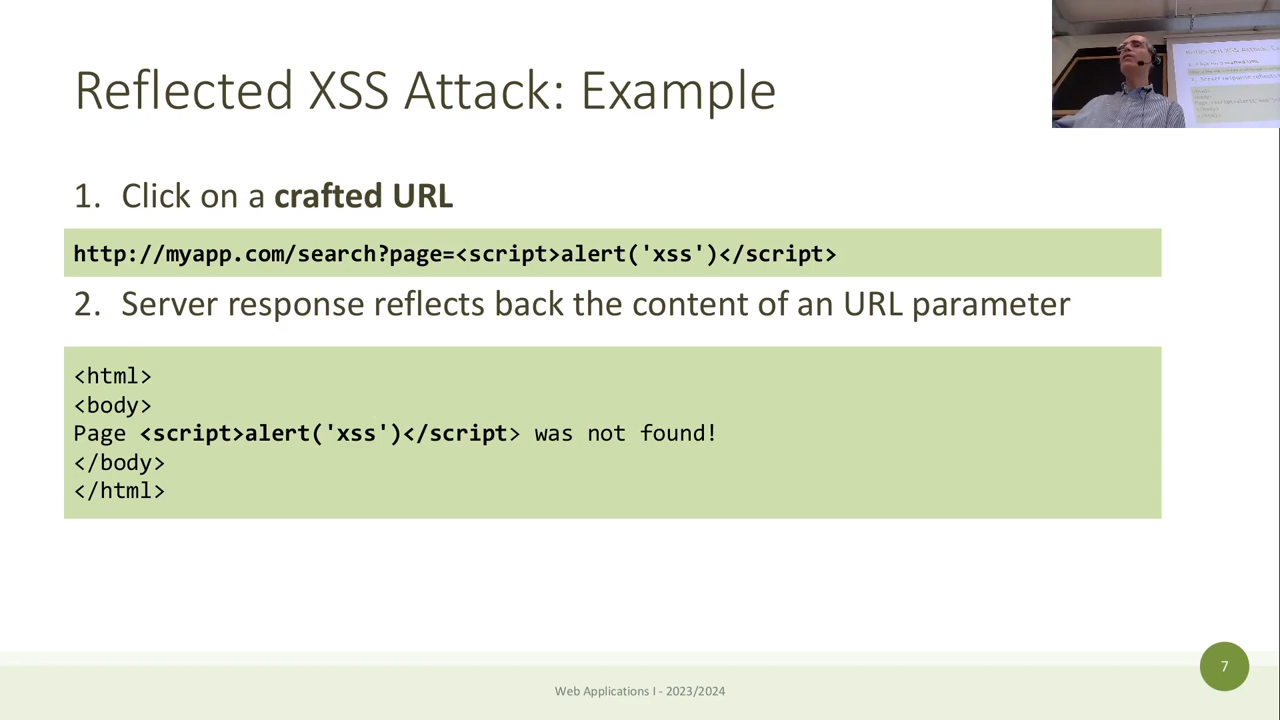 Reflected XSS Attack: Example
1. Click on a crafted URL
http://myapp.com/search?page=<script>alert('xss')</script>
2. Server response reflects back the content of an URL parameter
<html>
<body>
Page <script>alert('xss')</script> was not found!
</body>
</html>
Web Applications I - 2023/2024
7